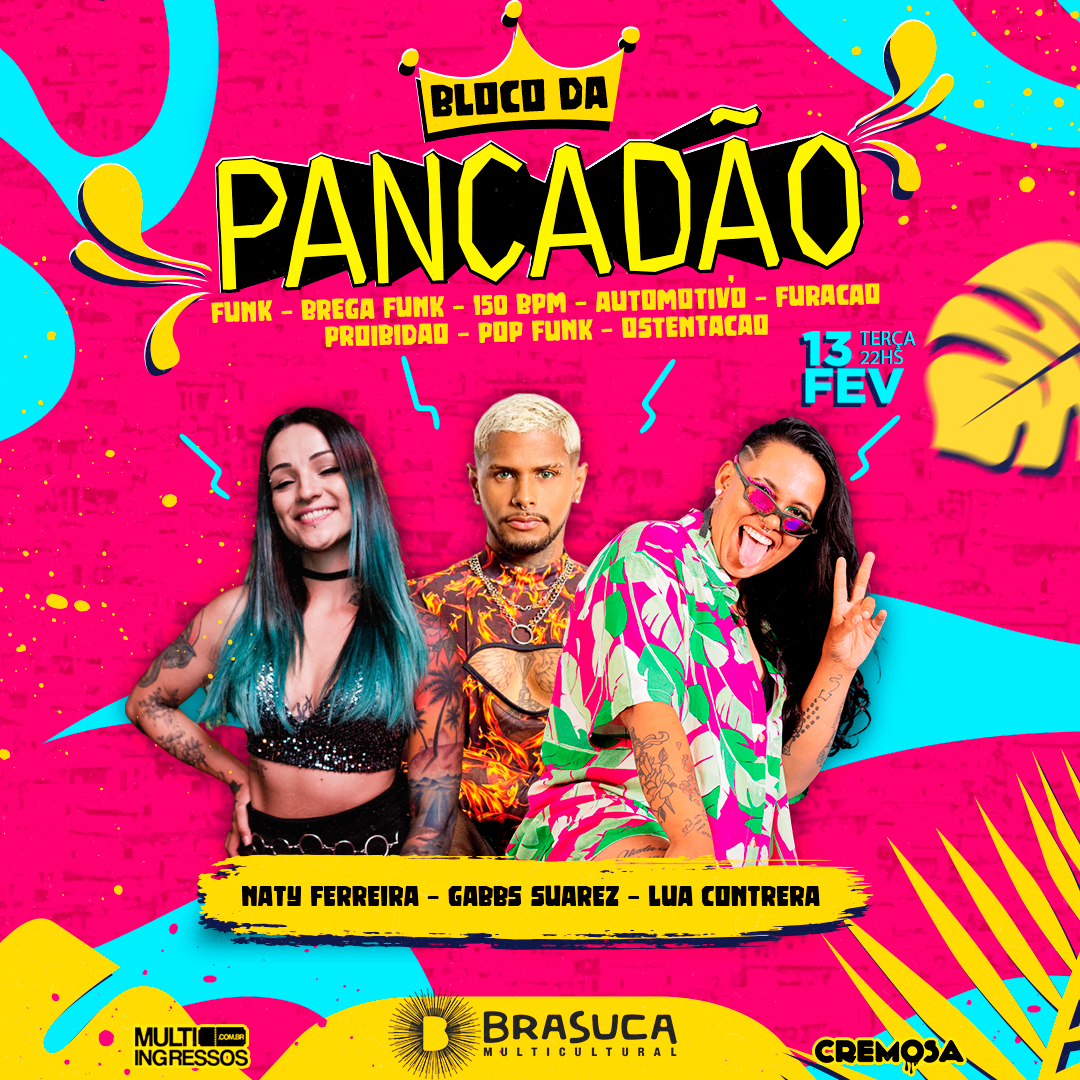 BLOCO DA
PANCADÃO
FUNK - BREGA FUNK - 150 BPM - AUTOMOTIVO - FURACAO
PROIBIDAO - POP FUNK - OSTENTAÇAO
13 TERÇA
22HS
FEV
NATY FERREIRA - GABBS SUAREZ - LUA CONTRERA
MULTI .COM.BR
INGRESSOS
B BRASUCA
MULTICULTURAL
CREMOSA